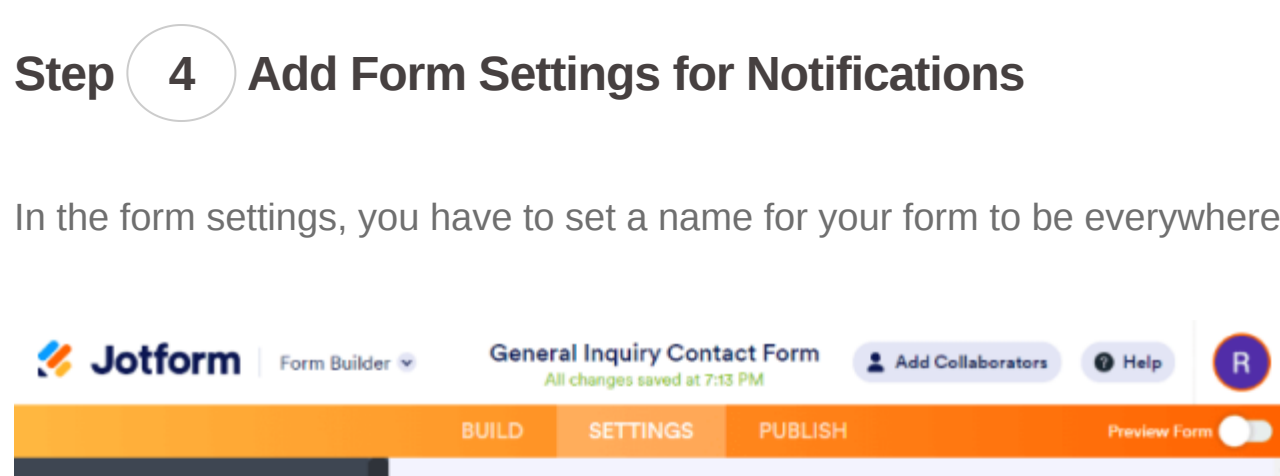 Step 4 Add Form Settings for Notifications
In the form settings, you have to set a name for your form to be everywhere
Jotform Form Builder General Inquiry Contact Form Add Collaborators ? Help R
All changes saved at 7:13 PM
BUILD SETTINGS PUBLISH Preview Form